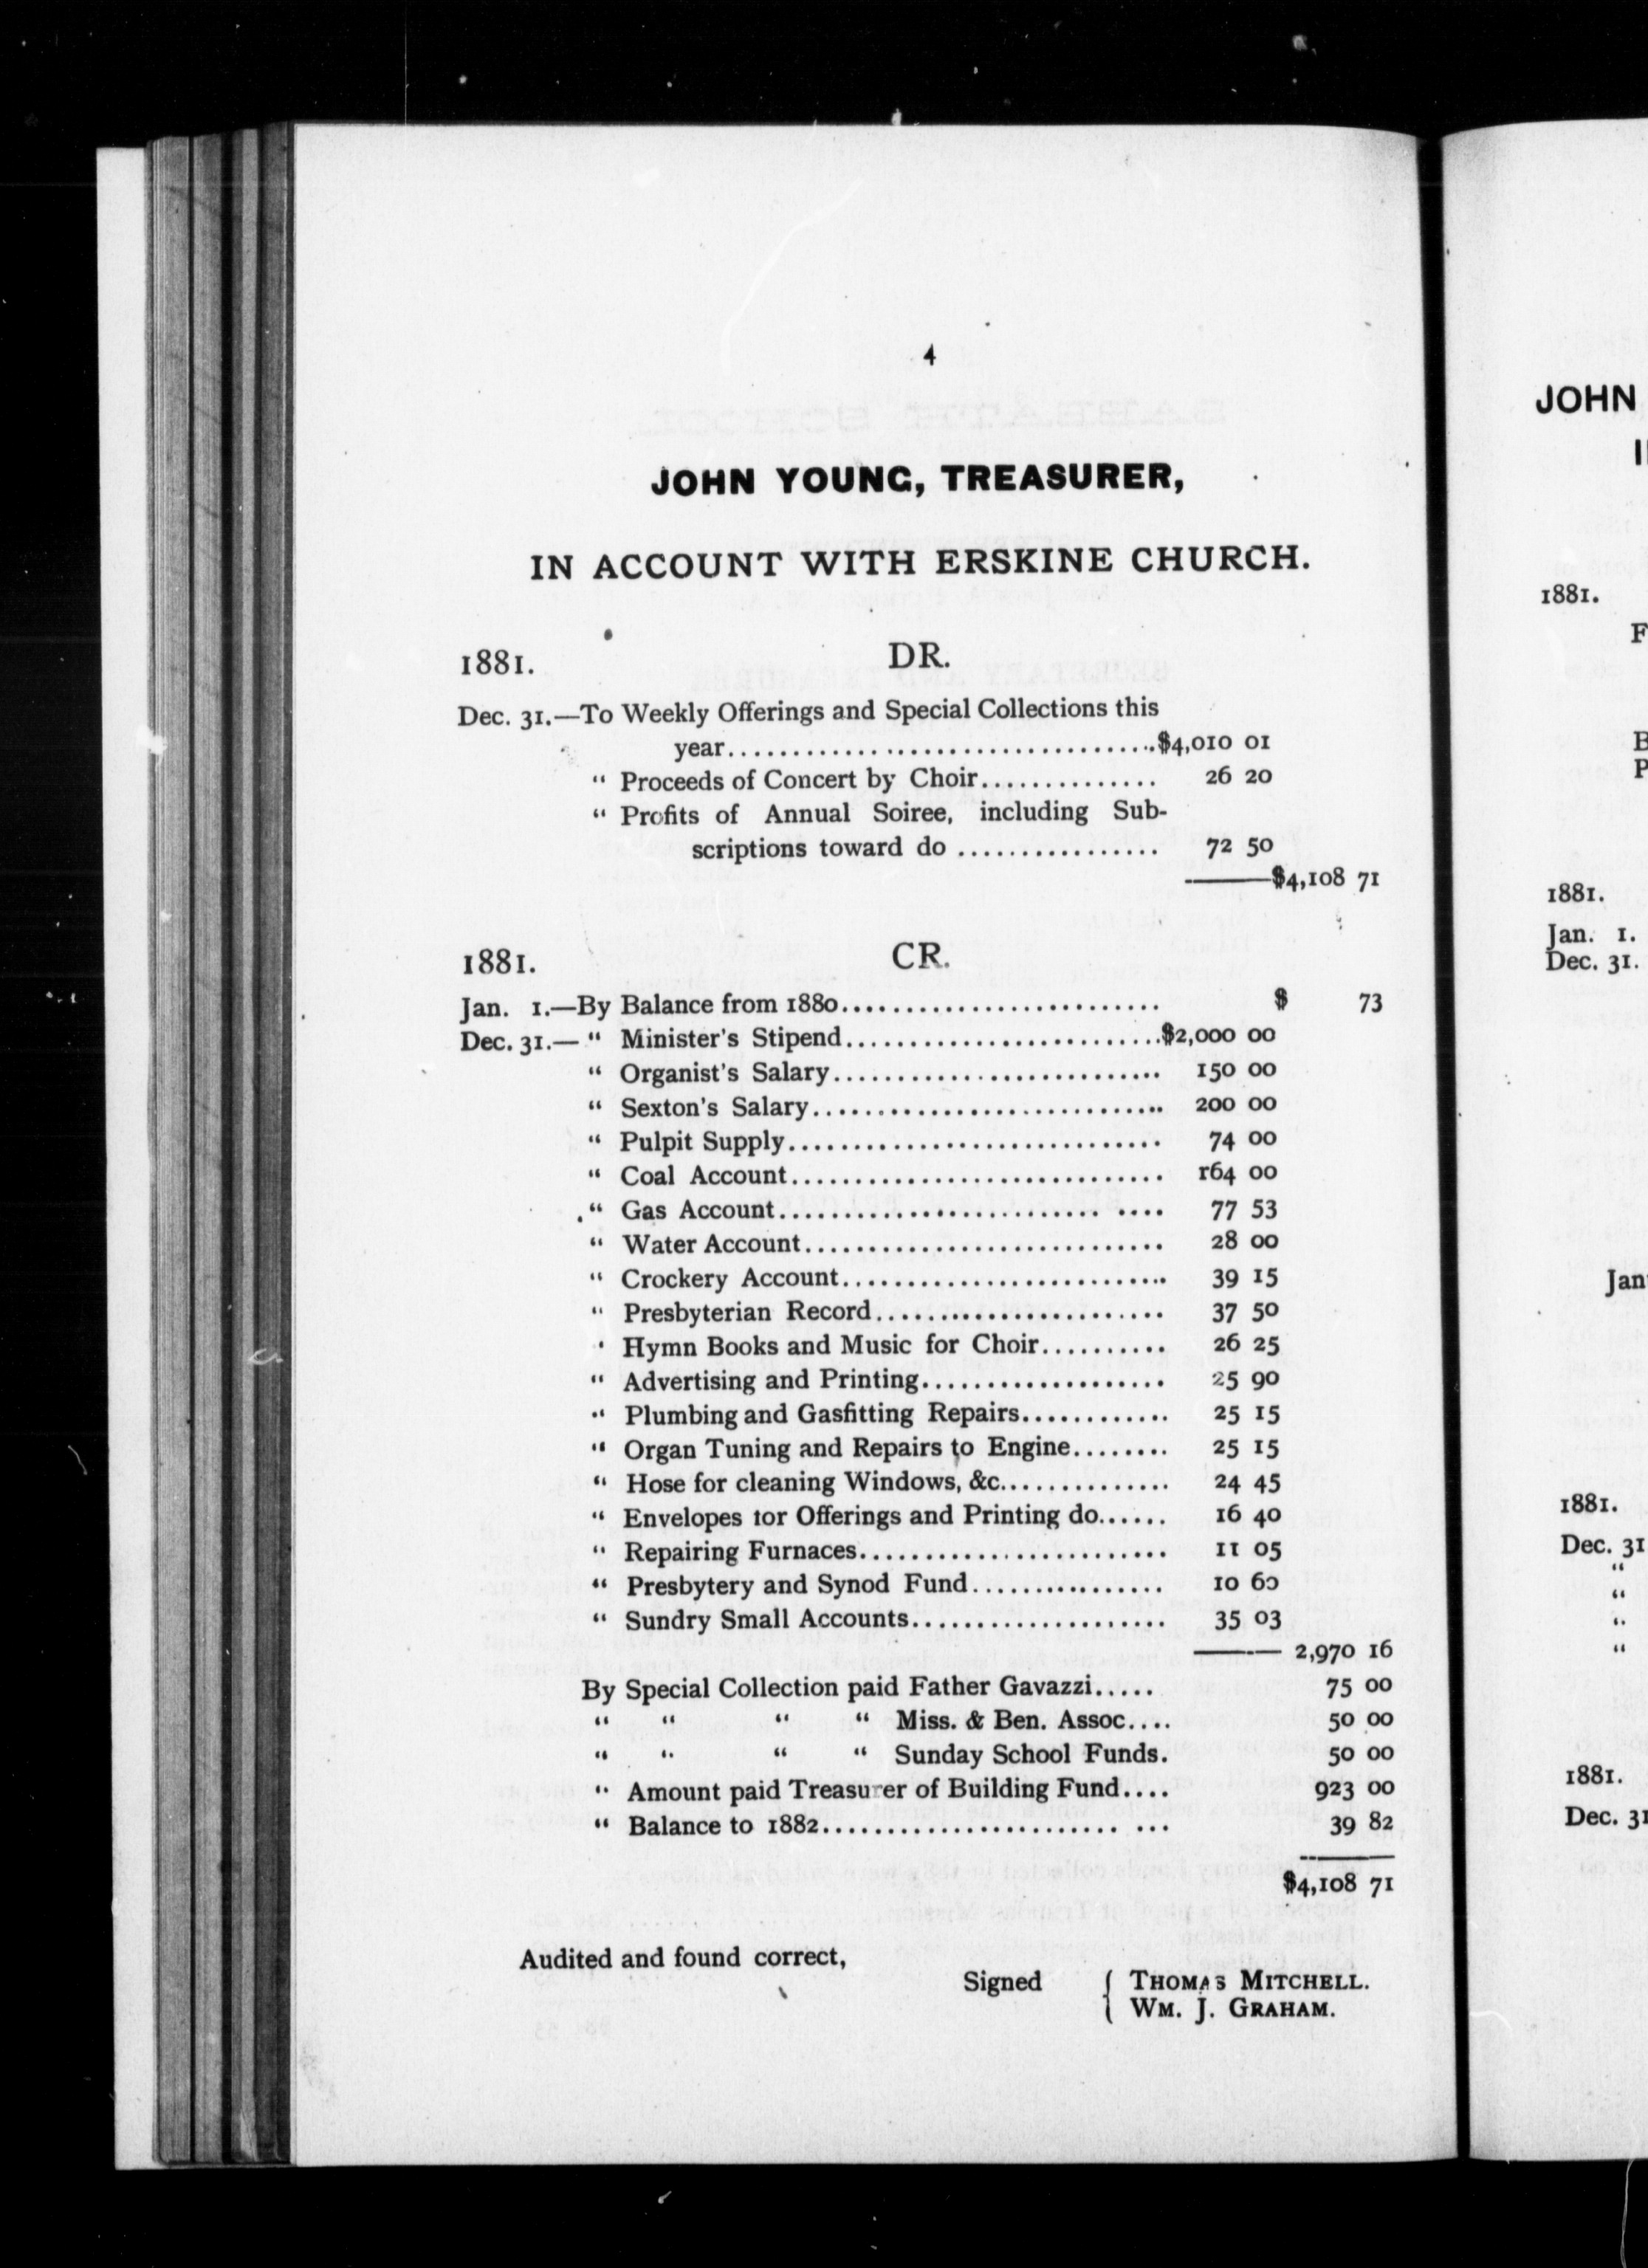 4
JOHN YOUNG, TREASURER,
IN ACCOUNT WITH ERSKINE CHURCH.
1881. DR.
Dec. 31.—To Weekly Offerings and Special Collections this
year.................................$4,010 01
" Proceeds of Concert by Choir.............. 26 20
" Profits of Annual Soiree, including Sub-
scriptions toward do ................ 72 50
———$4,108 71
1881. CR.
Jan. 1.—By Balance from 1880......................... $ 73
Dec. 31.— " Minister's Stipend.........................$2,000 00
" Organist's Salary.......................... 150 00
" Sexton's Salary............................ 200 00
" Pulpit Supply............................. 74 00
" Coal Account............................. 164 00
" Gas Account......................... .... 77 53
" Water Account............................ 28 00
" Crockery Account.......................... 39 15
" Presbyterian Record....................... 37 50
' Hymn Books and Music for Choir.......... 26 25
" Advertising and Printing................... 25 90
" Plumbing and Gasfitting Repairs............ 25 15
" Organ Tuning and Repairs to Engine........ 25 15
" Hose for cleaning Windows, &c............. 24 45
" Envelopes for Offerings and Printing do...... 16 40
" Repairing Furnaces........................ 11 05
" Presbytery and Synod Fund............... 10 60
" Sundry Small Accounts.................... 35 03
——— 2,970 16
By Special Collection paid Father Gavazzi..... 75 00
" " " " Miss. & Ben. Assoc.... 50 00
" " " " Sunday School Funds. 50 00
" Amount paid Treasurer of Building Fund.... 923 00
" Balance to 1882....................... ... 39 82
$4,108 71
Audited and found correct,
Signed { THOMAS MITCHELL.
WM. J. GRAHAM.
JOHN
1881.
F
B
P
1881.
Jan. 1.
Dec. 31.
Jan
1881.
Dec. 31
"
"
"
"
1881.
Dec. 31